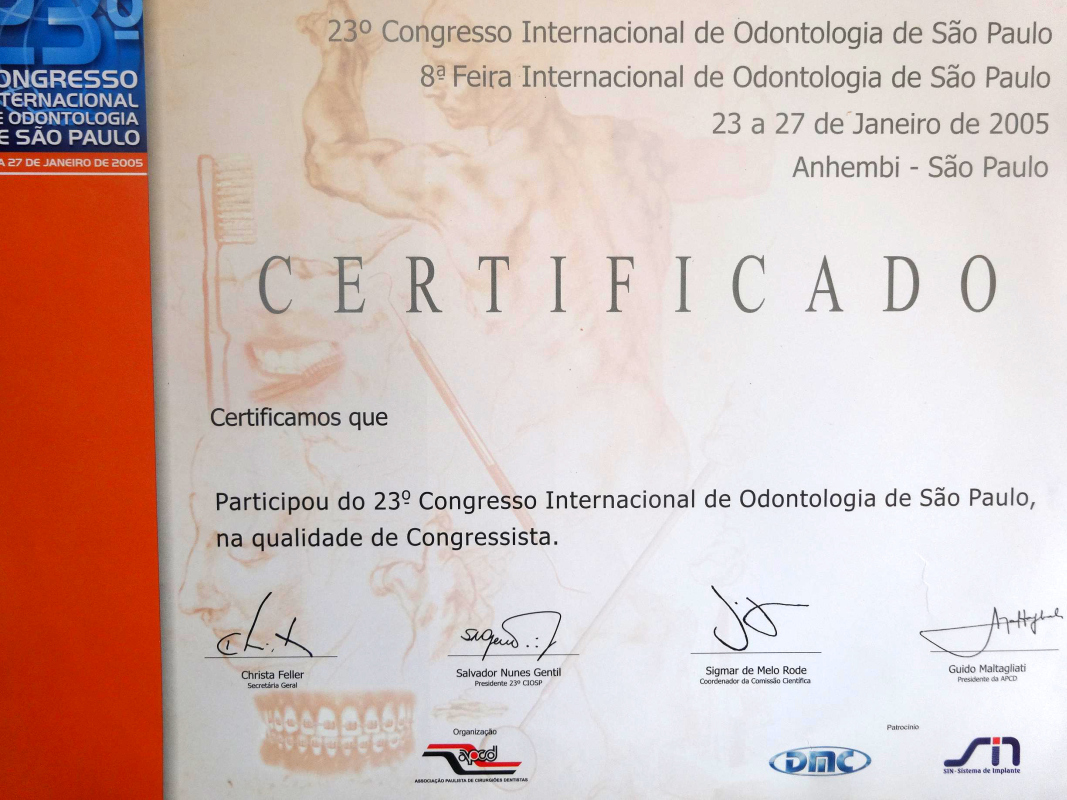 23º
ONGRESSO
TERNACIONAL
E ODONTOLOGIA
E SÃO PAULO
A 27 DE JANEIRO DE 2005
23º Congresso Internacional de Odontologia de São Paulo
8ª Feira Internacional de Odontologia de São Paulo
23 a 27 de Janeiro de 2005
Anhembi - São Paulo
CERTIFICADO
Certificamos que
Participou do 23º Congresso Internacional de Odontologia de São Paulo,
na qualidade de Congressista.
Christa Feller
Secretária Geral
Salvador Nunes Gentil
Presidente 23º CIOSP
Sigmar de Melo Rode
Coordenador da Comissão Científica
Guido Maltagliati
Presidente da APCD
Organização
apcd
ASSOCIAÇÃO PAULISTA DE CIRURGIÕES DENTISTAS
Patrocínio
DMC
SIN
SIN-Sistema de Implante